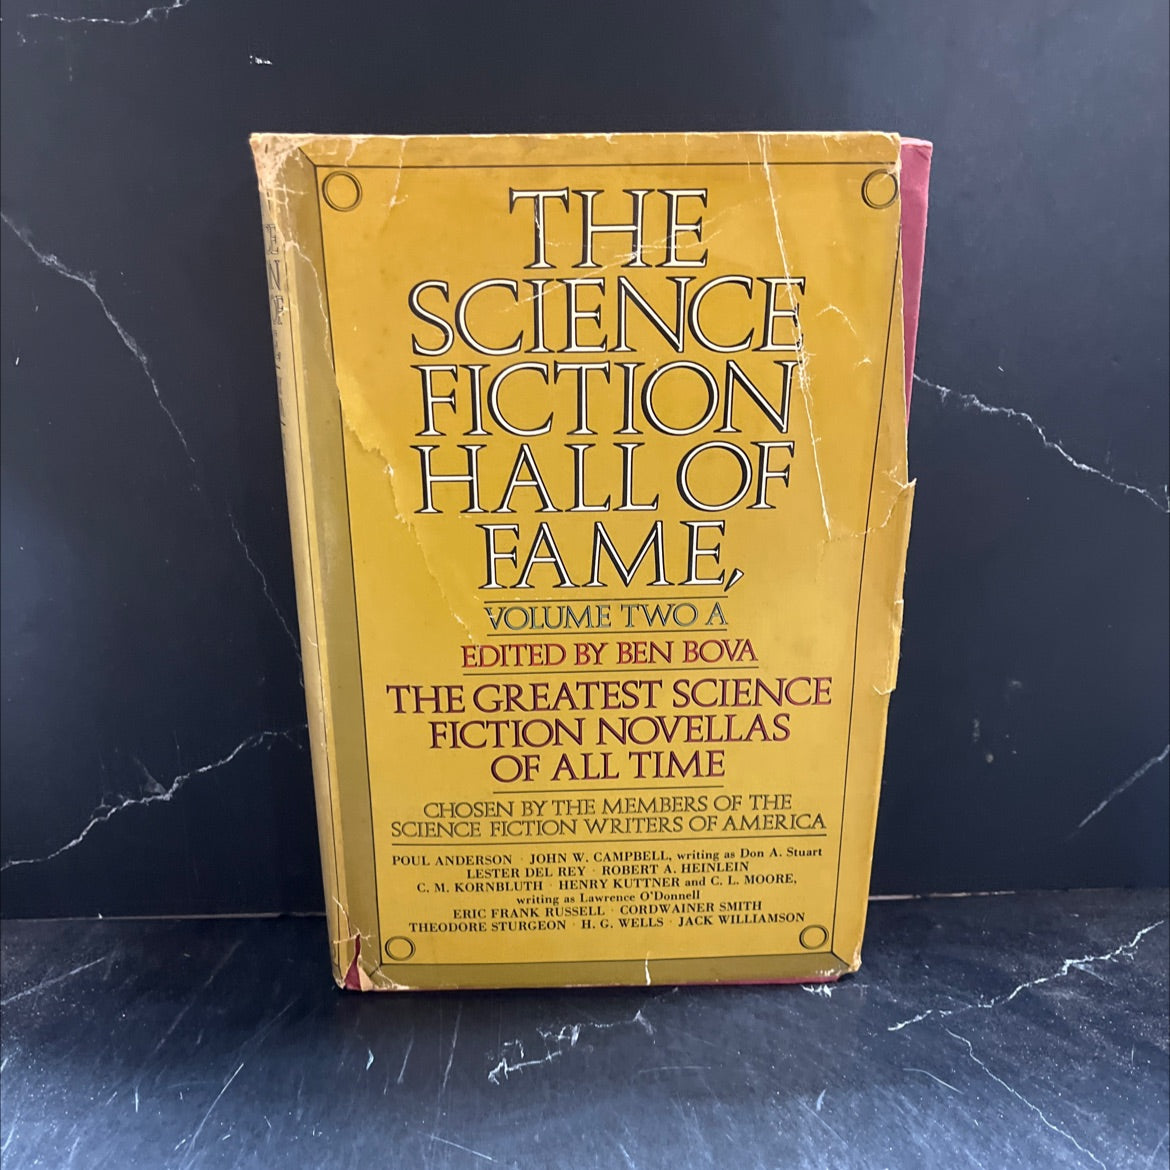 THE
SCIENCE
FICTION
HALL OF
FAME,
VOLUME TWO A
EDITED BY BEN BOVA
THE GREATEST SCIENCE
FICTION NOVELLAS
OF ALL TIME
CHOSEN BY THE MEMBERS OF THE
SCIENCE FICTION WRITERS OF AMERICA
POUL ANDERSON · JOHN W. CAMPBELL, writing as Don A. Stuart
LESTER DEL REY · ROBERT A. HEINLEIN
C. M. KORNBLUTH · HENRY KUTTNER and C. L. MOORE,
writing as Lawrence O'Donnell
ERIC FRANK RUSSELL · CORDWAINER SMITH
THEODORE STURGEON · H. G. WELLS · JACK WILLIAMSON